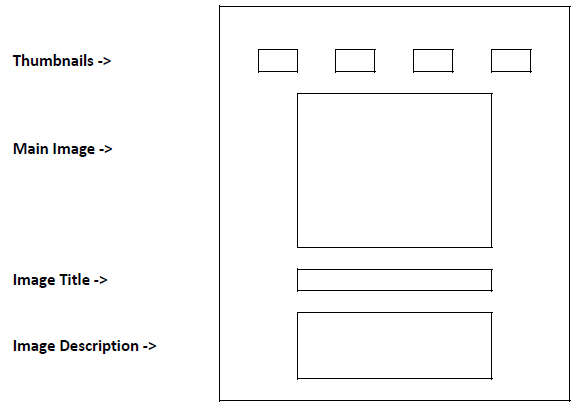 Thumbnails ->
Main Image ->
Image Title ->
Image Description ->